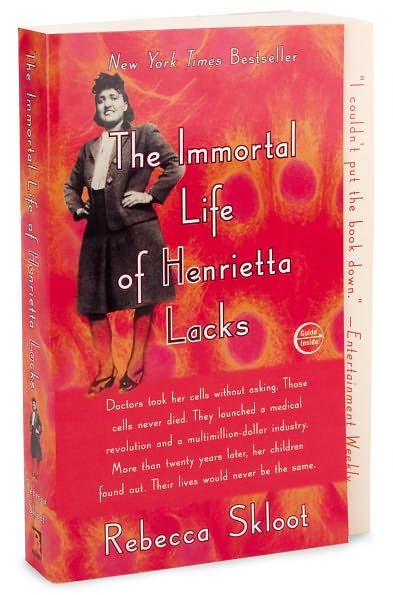 New York Times Bestseller
The Immortal
Life
of Henrietta
Lacks
Guide
Inside
Doctors took her cells without asking. Those
cells never died. They launched a medical
revolution and a multimillion-dollar industry.
More than twenty years later, her children
found out. Their lives would never be the same.
Rebecca Skloot
The Immortal Life of Henrietta Lacks
Rebecca
Skloot
"I couldn't put the book down."
—Entertainment Weekly